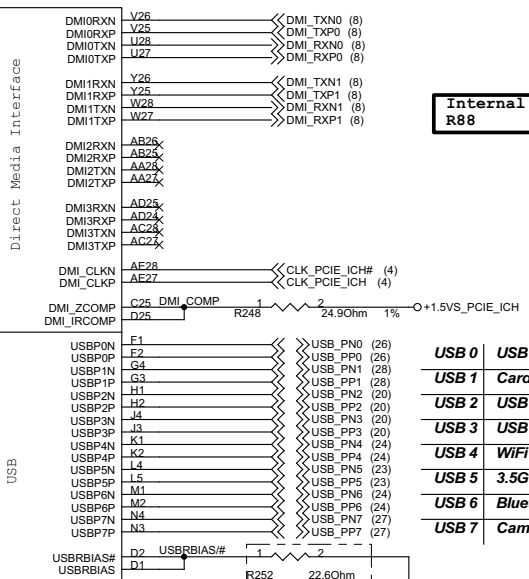 DMI0RXN V26 DMI_TXN0 (8)
DMI0RXP V25 DMI_TXP0 (8)
DMI0TXN U28 DMI_RXN0 (8)
DMI0TXP U27 DMI_RXP0 (8)
DMI1RXN Y26 DMI_TXN1 (8)
DMI1RXP Y25 DMI_TXP1 (8)
DMI1TXN W28 DMI_RXN1 (8)
DMI1TXP W27 DMI_RXP1 (8)
Internal
R88
DMI2RXN AB26
DMI2RXP AB25
DMI2TXN AA28
DMI2TXP AA27
Direct Media Interface
DMI3RXN AD25
DMI3RXP AD24
DMI3TXN AC28
DMI3TXP AC27
DMI_CLKN AE28 CLK_PCIE_ICH# (4)
DMI_CLKP AE27 CLK_PCIE_ICH (4)
DMI_ZCOMP C25 DMI_COMP 1 2 +1.5VS_PCIE_ICH
DMI_IRCOMP D25 R248 24.9Ohm 1%
USBP0N F1 USB_PN0 (26)
USBP0P F2 USB_PP0 (26)
USBP1N G4 USB_PN1 (28)
USBP1P G3 USB_PP1 (28)
USBP2N H1 USB_PN2 (20)
USBP2P H2 USB_PP2 (20)
USBP3N J4 USB_PN3 (20)
USBP3P J3 USB_PP3 (20)
USBP4N K1 USB_PN4 (24)
USBP4P K2 USB_PP4 (24)
USBP5N L4 USB_PN5 (23)
USBP5P L5 USB_PP5 (23)
USBP6N M1 USB_PN6 (24)
USBP6P M2 USB_PP6 (24)
USBP7N N4 USB_PN7 (27)
USBP7P N3 USB_PP7 (27)
USB
USB 0 USB
USB 1 Card
USB 2 USB
USB 3 USB
USB 4 WiFi
USB 5 3.5G
USB 6 Blue
USB 7 Cam
USBRBIAS# D2 USBRBIAS/# 1 2
USBRBIAS D1 R252 22.6Ohm